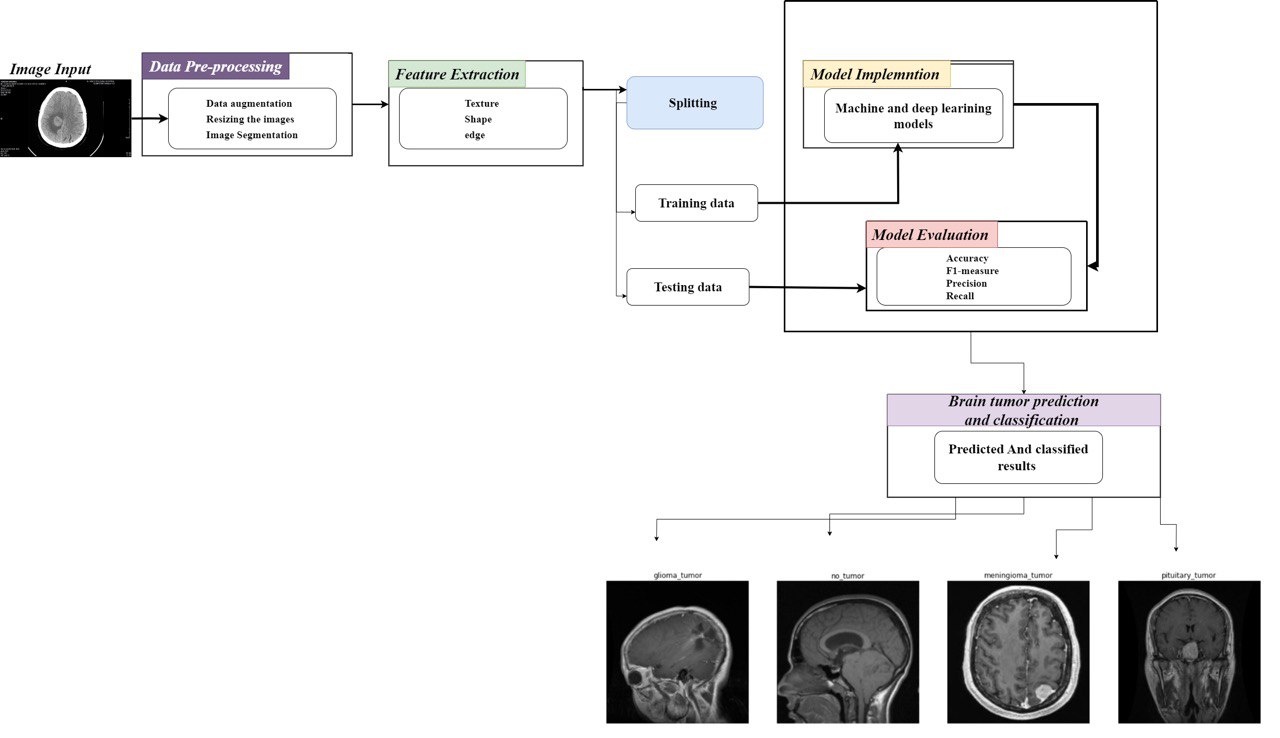 Image Input
Data Pre-processing
Data augmentation
Resizing the images
Image Segmentation
Feature Extraction
Texture
Shape
edge
Splitting
Training data
Testing data
Model Implemntion
Machine and deep learining
models
Model Evaluation
Accuracy
F1-measure
Precision
Recall
Brain tumor prediction
and classification
Predicted And classified
results
glioma_tumor
no_tumor
meningioma_tumor
pituitary_tumor